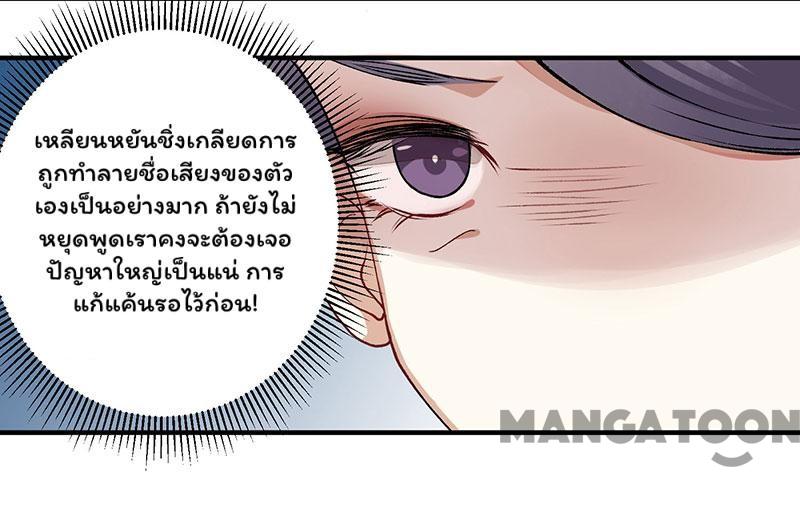 เหลียนหยันชิ่งเกลียดการ
ถูกทำลายชื่อเสียงของตัว
เองเป็นอย่างมาก ถ้ายังไม่
หยุดพูดเราคงจะต้องเจอ
ปัญหาใหญ่เป็นแน่ การ
แก้แค้นรอไว้ก่อน!
MANGATOON